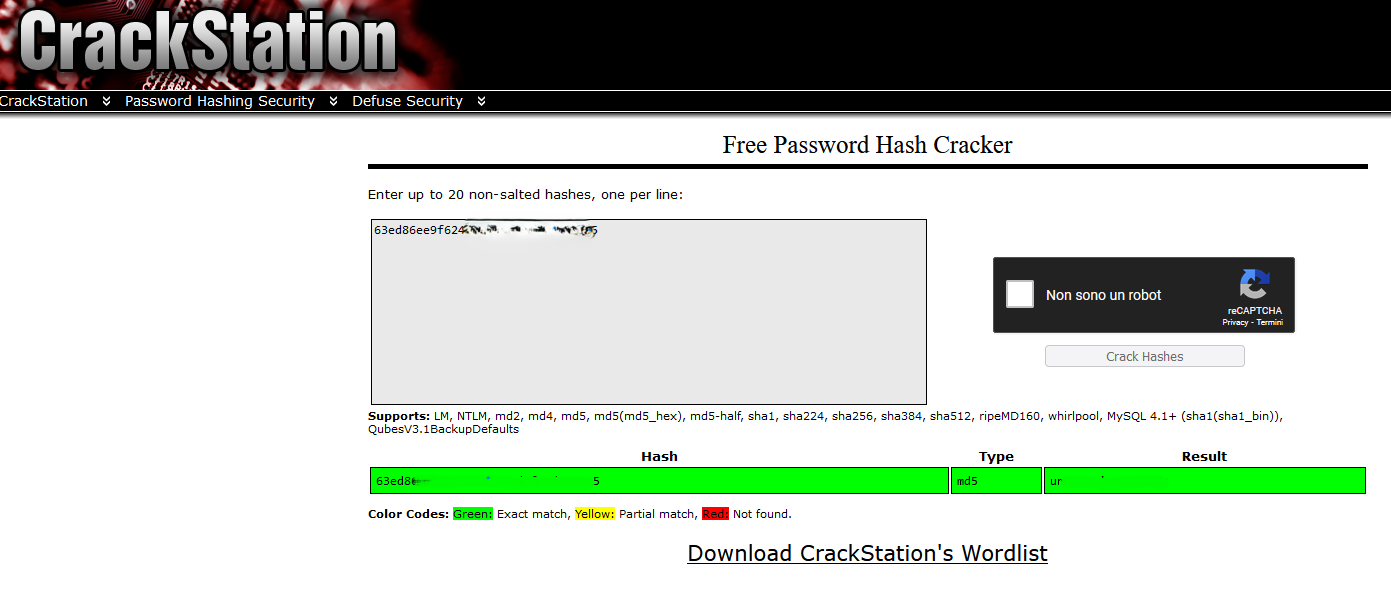 CrackStation
CrackStation Password Hashing Security Defuse Security
Free Password Hash Cracker
Enter up to 20 non-salted hashes, one per line:
63ed86ee9f624
Non sono un robot
reCAPTCHA
Privacy - Termini
Crack Hashes
Supports: LM, NTLM, md2, md4, md5, md5(md5_hex), md5-half, sha1, sha224, sha256, sha384, sha512, ripeMD160, whirlpool, MySQL 4.1+ (sha1(sha1_bin)),
QubesV3.1BackupDefaults
Hash Type Result
63ed8 5 md5 ur
Color Codes: Green: Exact match, Yellow: Partial match, Red: Not found.
Download CrackStation's Wordlist